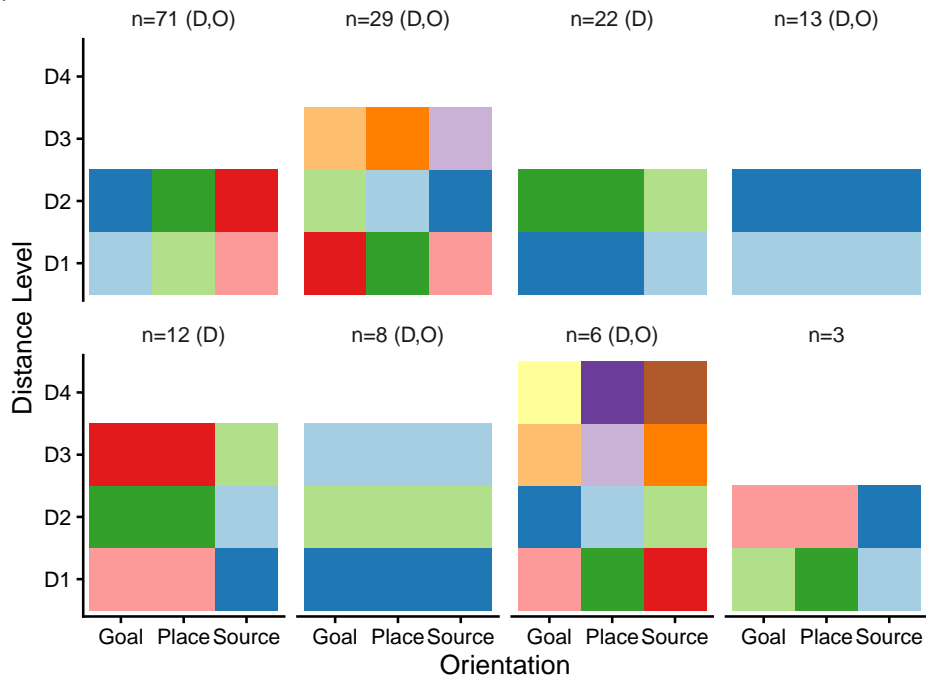 n=71 (D,O) n=29 (D,O) n=22 (D) n=13 (D,O)
D4
D3
D2
D1
Distance Level
n=12 (D) n=8 (D,O) n=6 (D,O) n=3
D4
D3
D2
D1
Goal Place Source Goal Place Source Goal Place Source Goal Place Source
Orientation